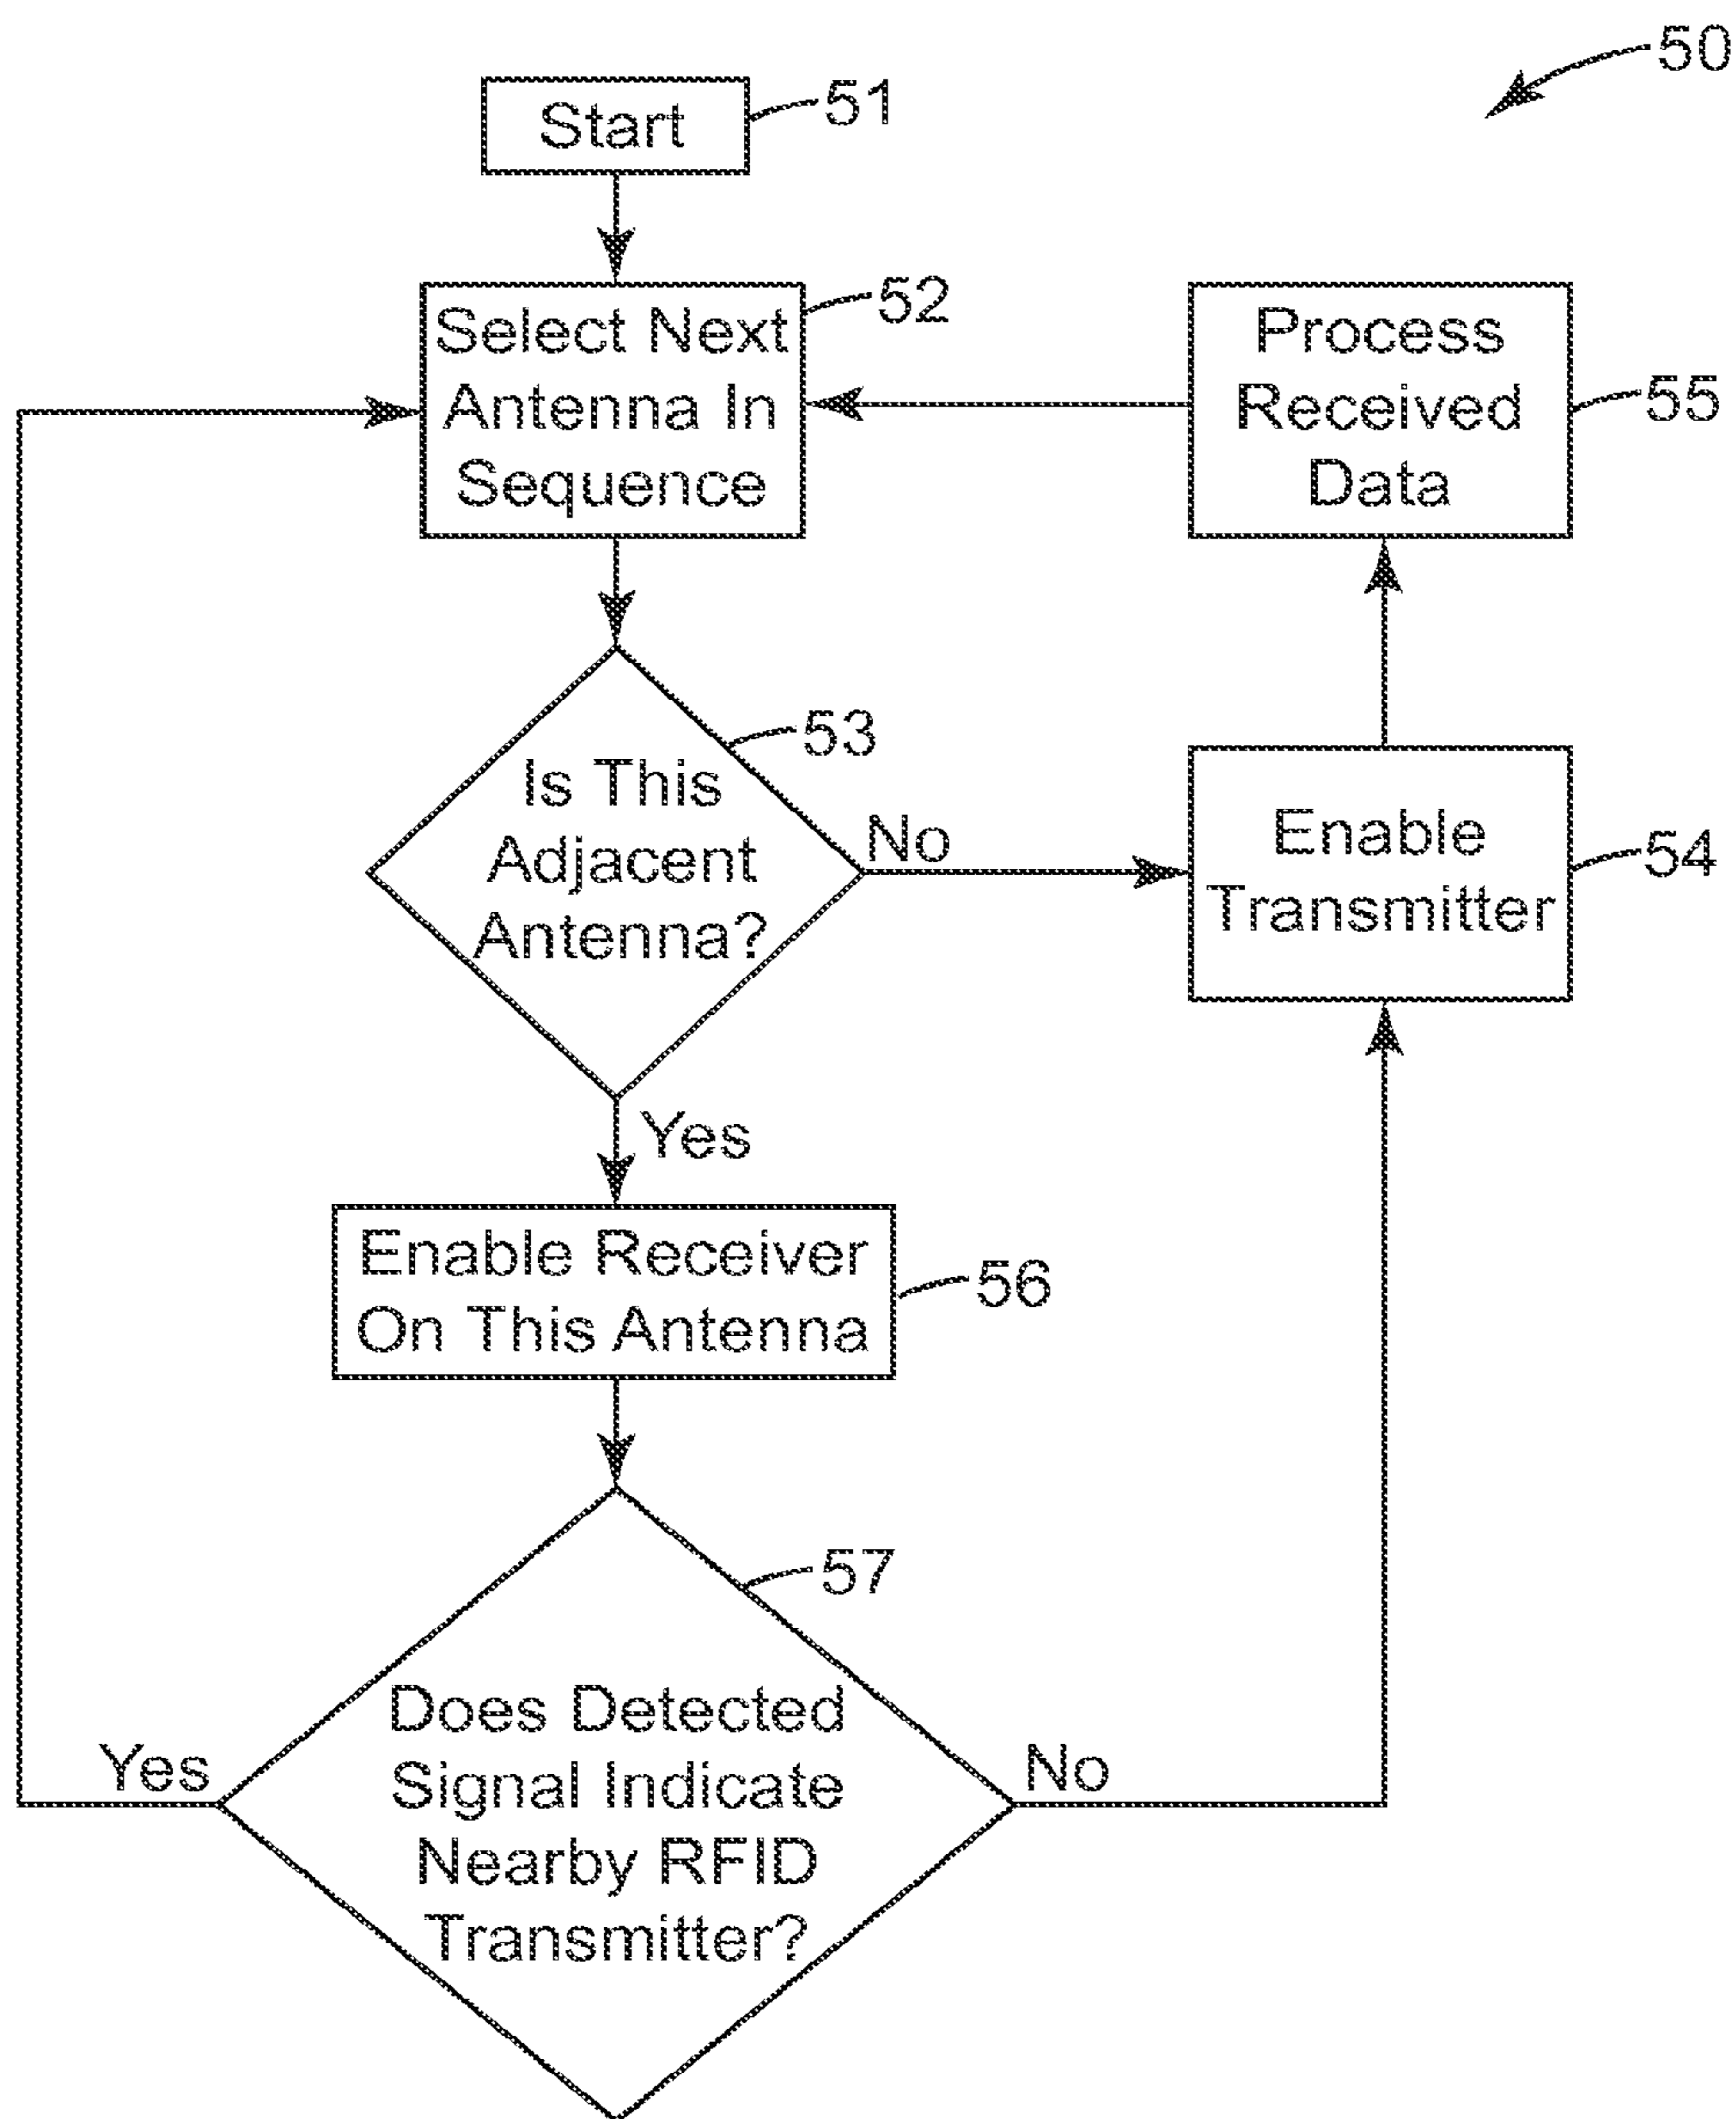 50
Start
51
Select Next
Antenna In
Sequence
52
Process
Received
Data
55
Is This
Adjacent
Antenna?
53
No
Enable
Transmitter
54
Yes
Enable Receiver
On This Antenna
56
57
Does Detected
Signal Indicate
Nearby RFID
Transmitter?
Yes
No